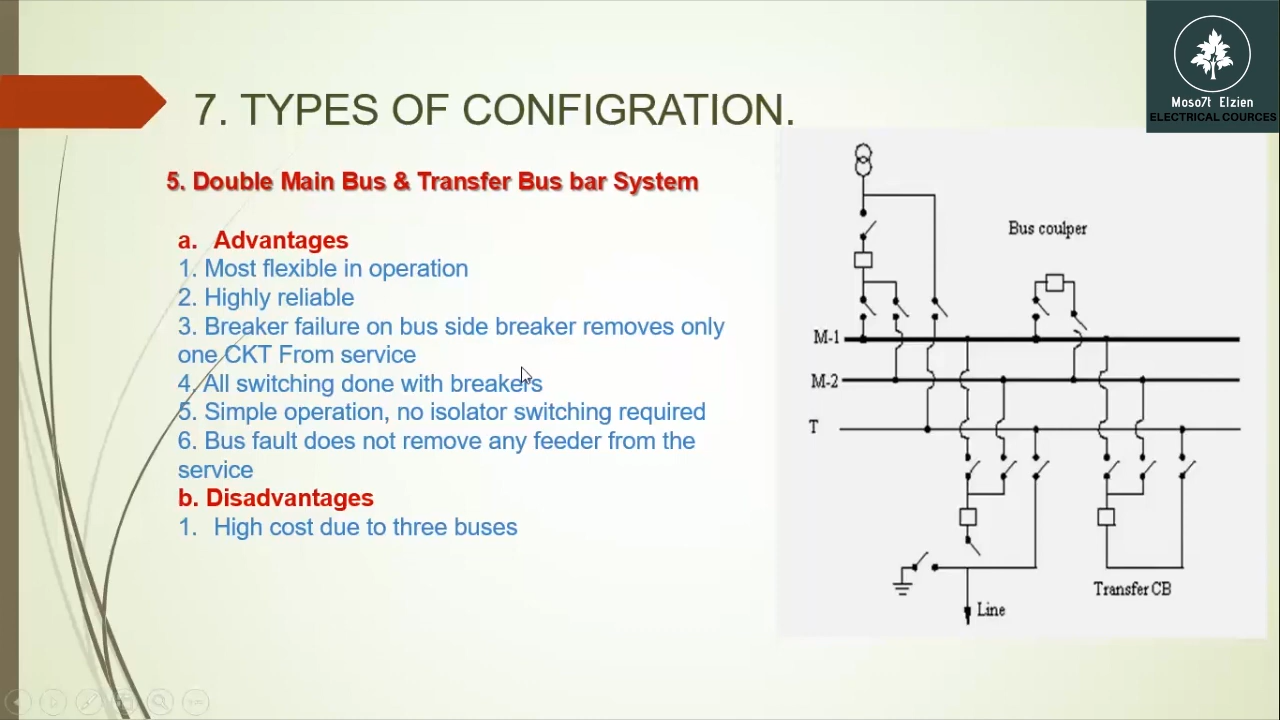 Moso7t Elzien
ELECTRICAL COURCES
7. TYPES OF CONFIGRATION.
5. Double Main Bus & Transfer Bus bar System
a. Advantages
1. Most flexible in operation
2. Highly reliable
3. Breaker failure on bus side breaker removes only
one CKT From service
4. All switching done with breakers
5. Simple operation, no isolator switching required
6. Bus fault does not remove any feeder from the
service
b. Disadvantages
1. High cost due to three buses
Bus coulper
M-1
M-2
T
Transfer CB
Line